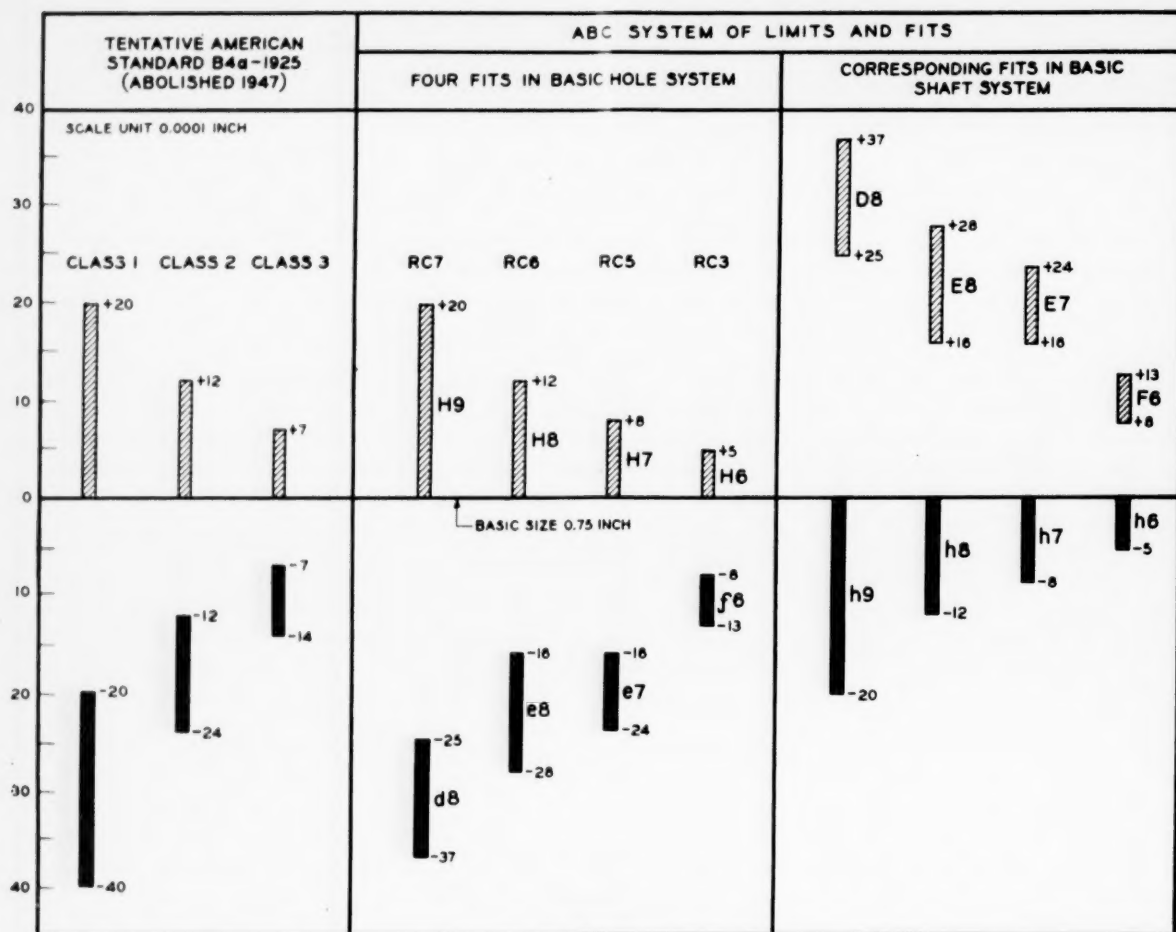 TENTATIVE AMERICAN
STANDARD B4a-1925
(ABOLISHED 1947)
ABC SYSTEM OF LIMITS AND FITS
FOUR FITS IN BASIC HOLE SYSTEM
CORRESPONDING FITS IN BASIC
SHAFT SYSTEM
SCALE UNIT 0.0001 INCH
40
30
20
10
0
10
20
30
40
CLASS 1
CLASS 2
CLASS 3
+20
+12
+7
-7
-14
-12
-24
-20
-40
RC7
RC6
RC5
RC3
+20
H9
+12
H8
+8
H7
+5
H6
BASIC SIZE 0.75 INCH
-25
d8
-37
-16
e8
-28
-16
e7
-24
-8
f6
-13
+37
D8
+25
+28
E8
+16
+24
E7
+16
+13
F6
+8
h9
-20
h8
-12
h7
-8
h6
-5